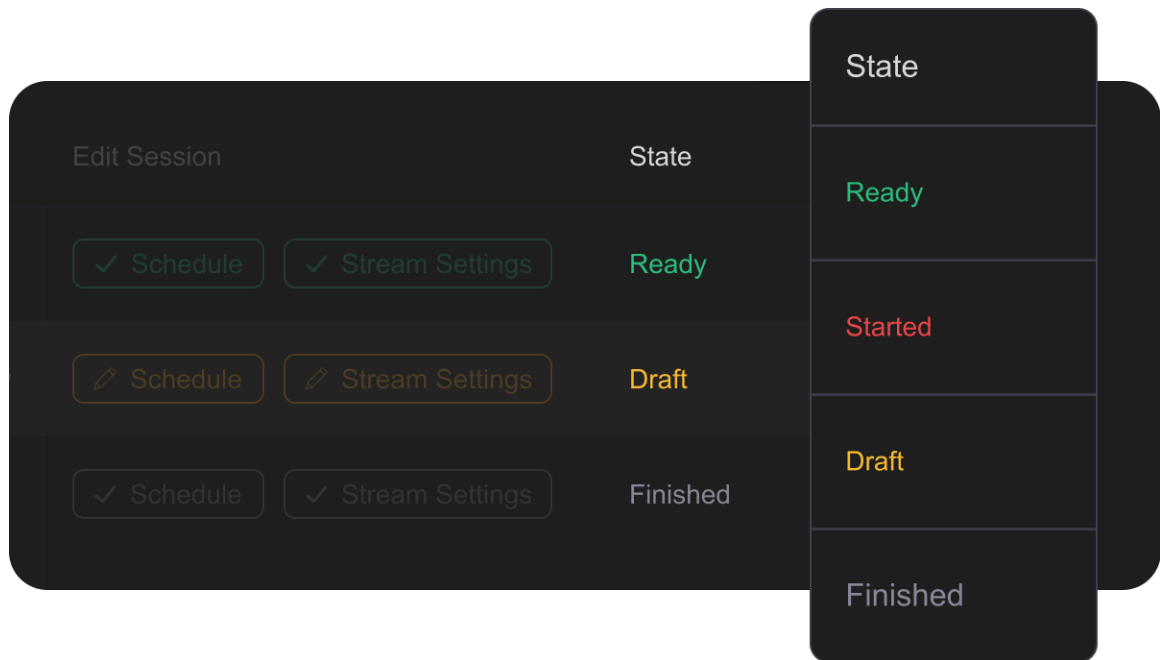 Edit Session State
Schedule Stream Settings Ready
Schedule Stream Settings Draft
Schedule Stream Settings Finished
State
Ready
Started
Draft
Finished